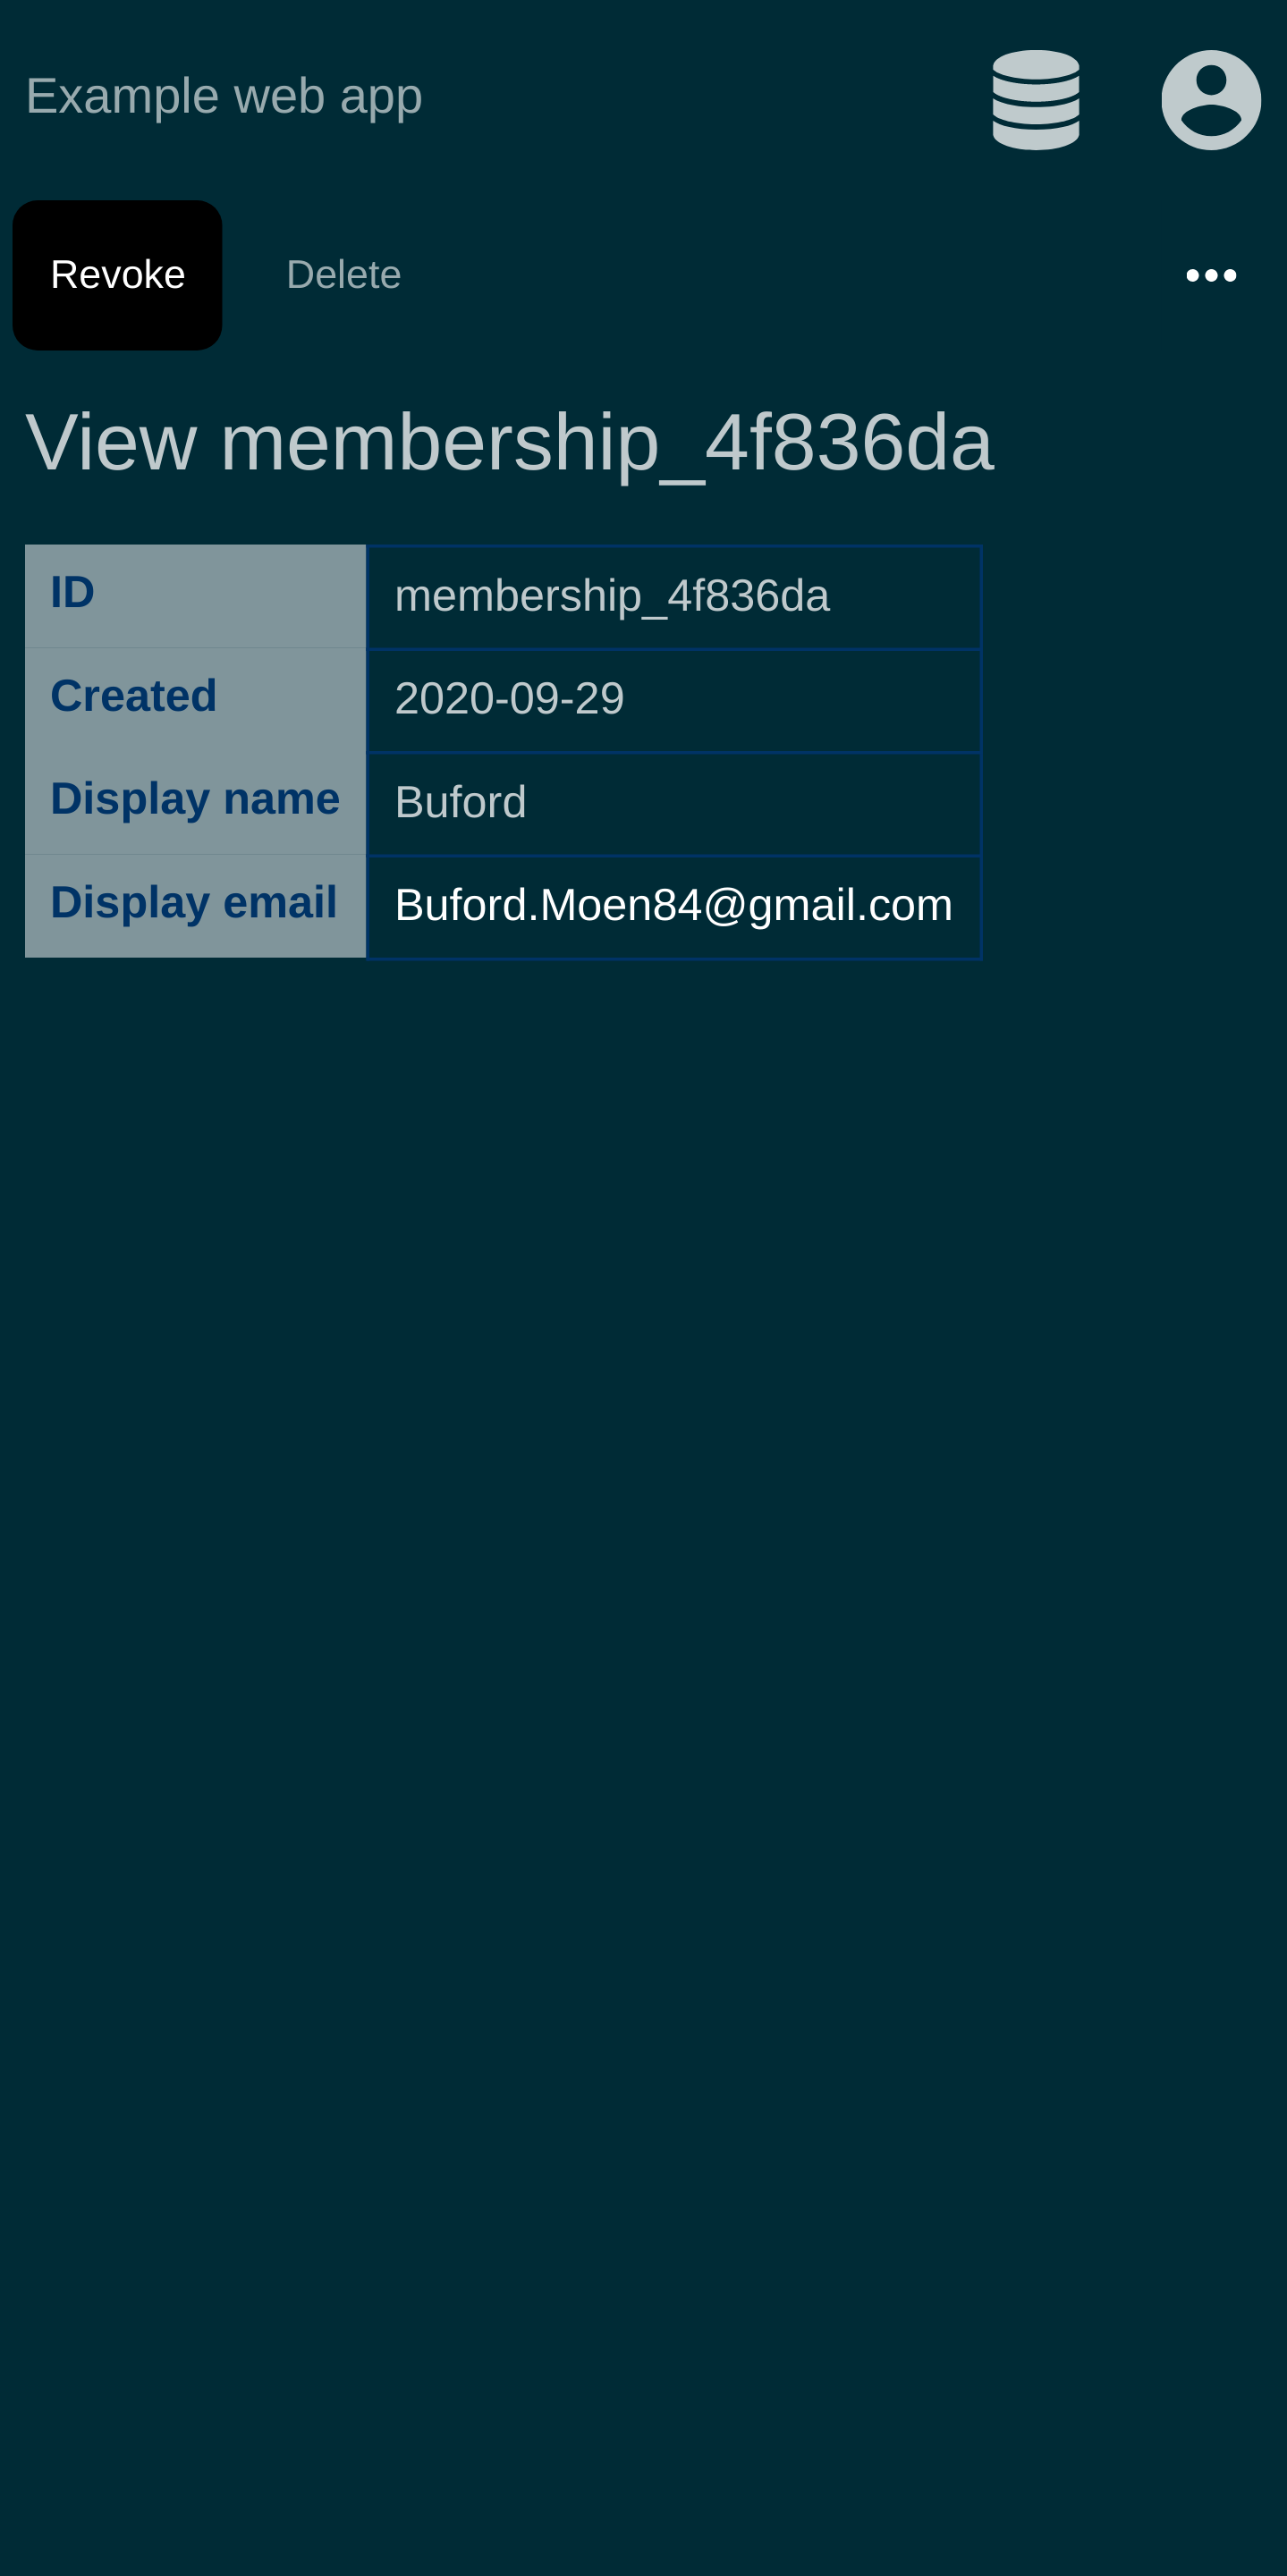 Example web app
Revoke Delete
View membership_4f836da
ID membership_4f836da
Created 2020-09-29
Display name Buford
Display email Buford.Moen84@gmail.com